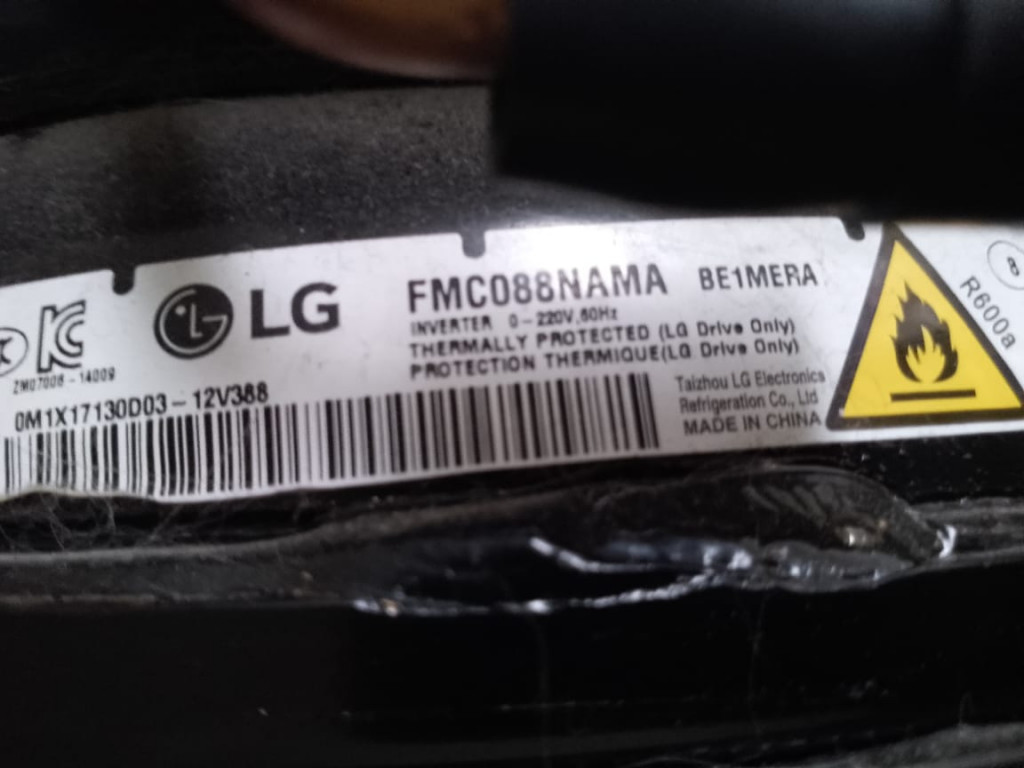 LG
FMC088NAMA BE1MERA
INVERTER 0-220V,60Hz
THERMALLY PROTECTED (LG Drive Only)
PROTECTION THERMIQUE(LG Drive Only)
ZM07006-14009
0M1X17130D03-12V388
Taizhou LG Electronics
Refrigeration Co., Ltd
MADE IN CHINA
8
R600a